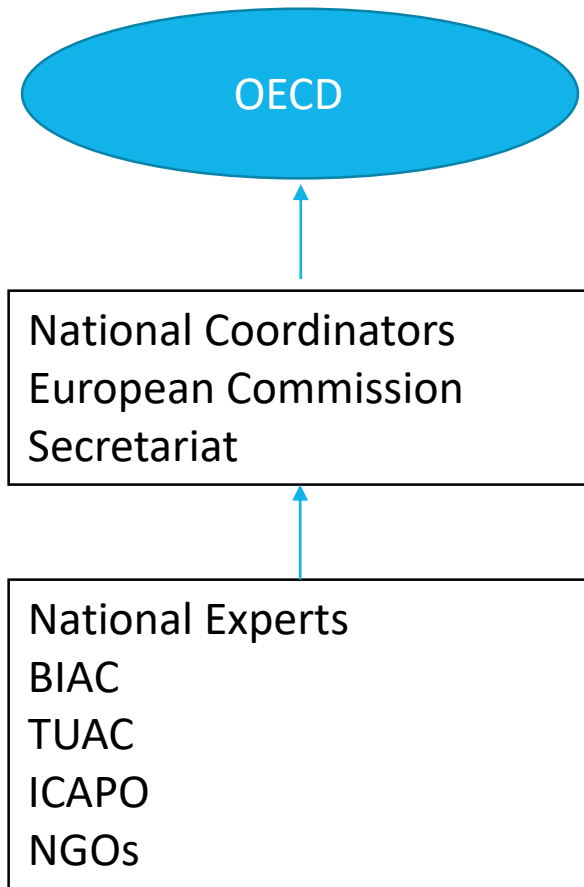 OECD
National Coordinators
European Commission
Secretariat
National Experts
BIAC
TUAC
ICAPO
NGOs